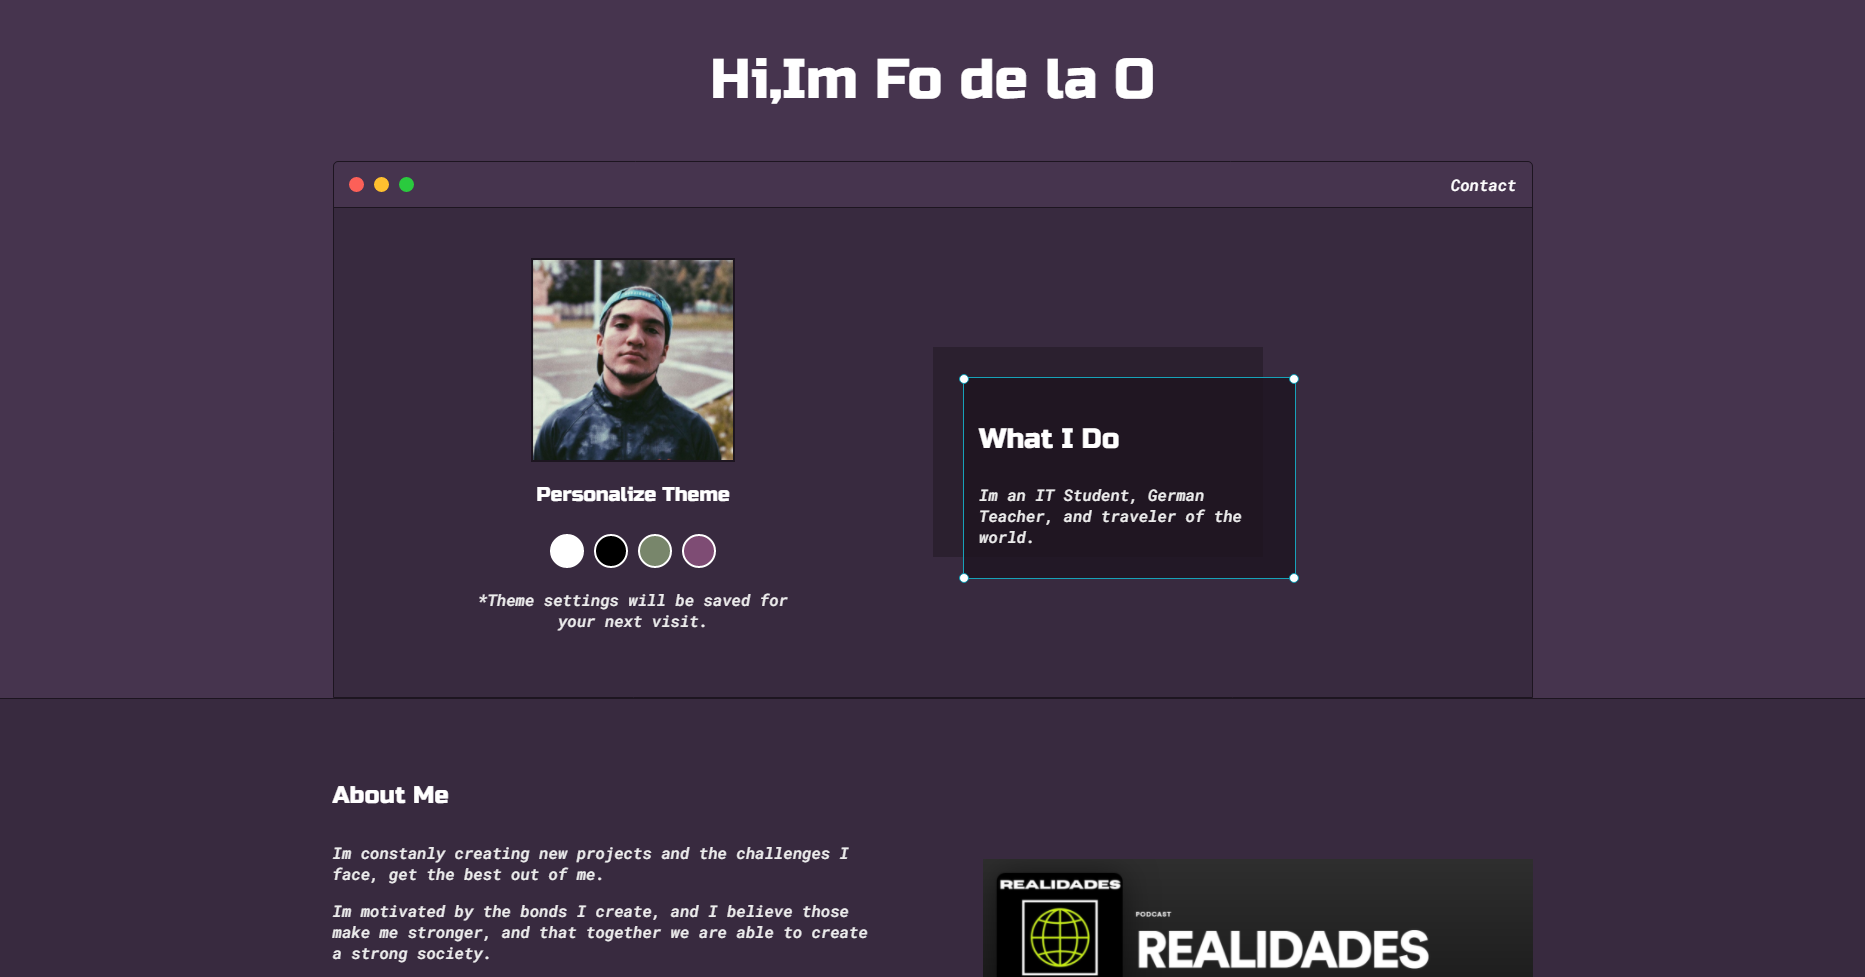 Hi,Im Fo de la O
Contact
Personalize Theme
*Theme settings will be saved for
your next visit.
What I Do
Im an IT Student, German
Teacher, and traveler of the
world.
About Me
Im constanly creating new projects and the challenges I
face, get the best out of me.
Im motivated by the bonds I create, and I believe those
make me stronger, and that together we are able to create
a strong society.
REALIDADES
PODCAST
REALIDADES